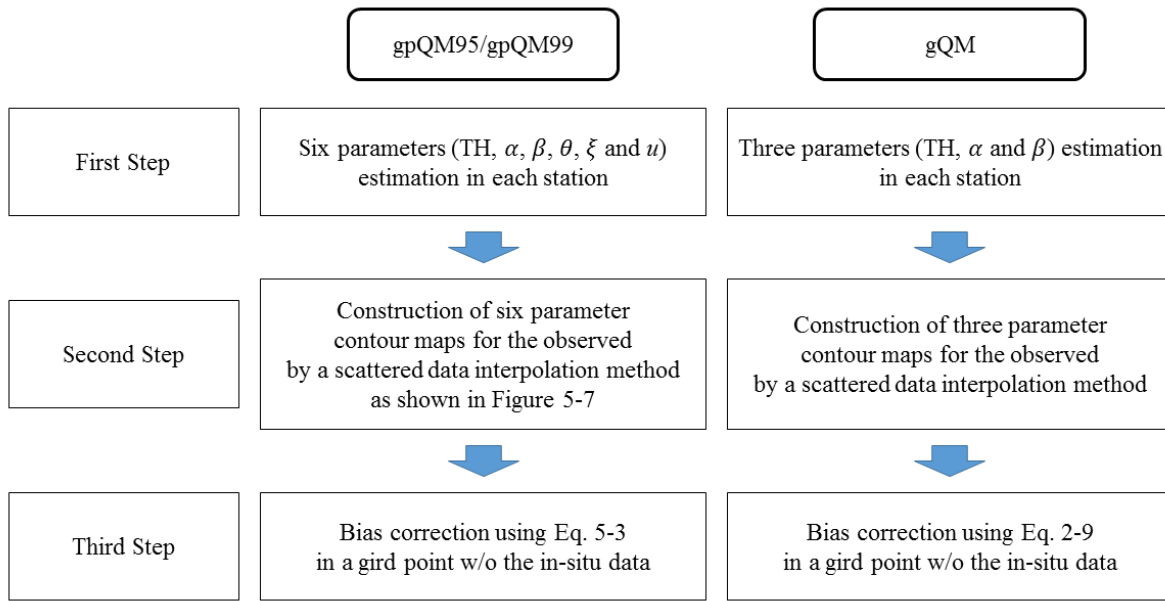 gpQM95/gpQM99
gQM
First Step
Six parameters (TH, α, β, θ, ξ and u)
estimation in each station
Three parameters (TH, α and β) estimation
in each station
Second Step
Construction of six parameter
contour maps for the observed
by a scattered data interpolation method
as shown in Figure 5-7
Construction of three parameter
contour maps for the observed
by a scattered data interpolation method
Third Step
Bias correction using Eq. 5-3
in a gird point w/o the in-situ data
Bias correction using Eq. 2-9
in a gird point w/o the in-situ data